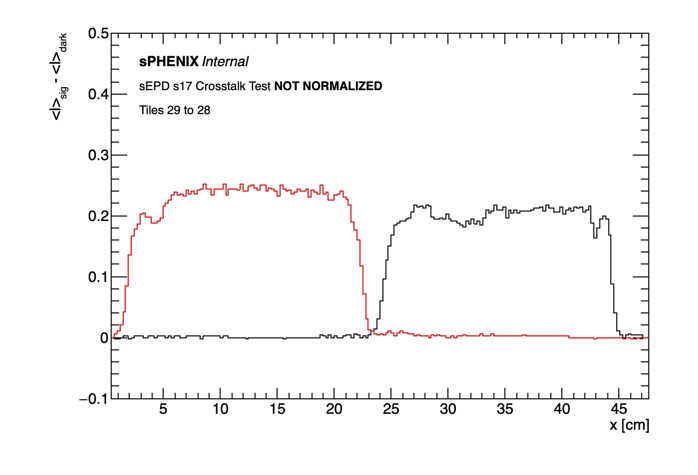 0.5
sPHENIX Internal
sEPD s17 Crosstalk Test NOT NORMALIZED
Tiles 29 to 28
<I>sig - <I>dark
0.4
0.3
0.2
0.1
0
−0.1
5 10 15 20 25 30 35 40 45
x [cm]